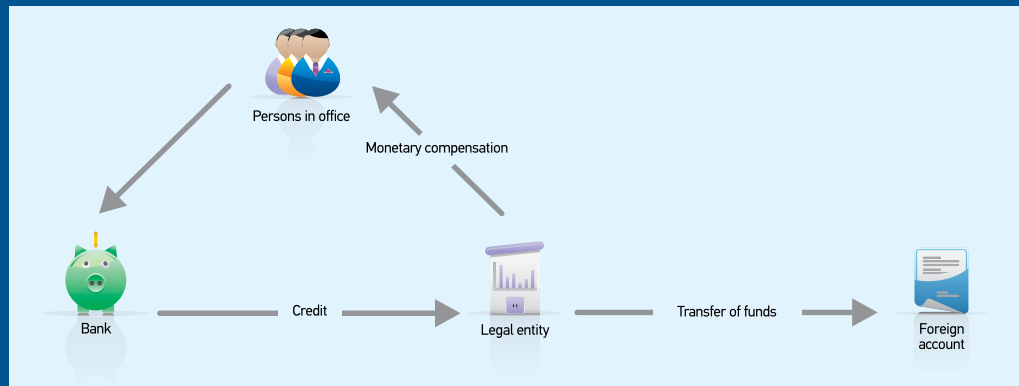 Persons in office
Monetary compensation
Bank
Credit
Legal entity
Transfer of funds
Foreign
account